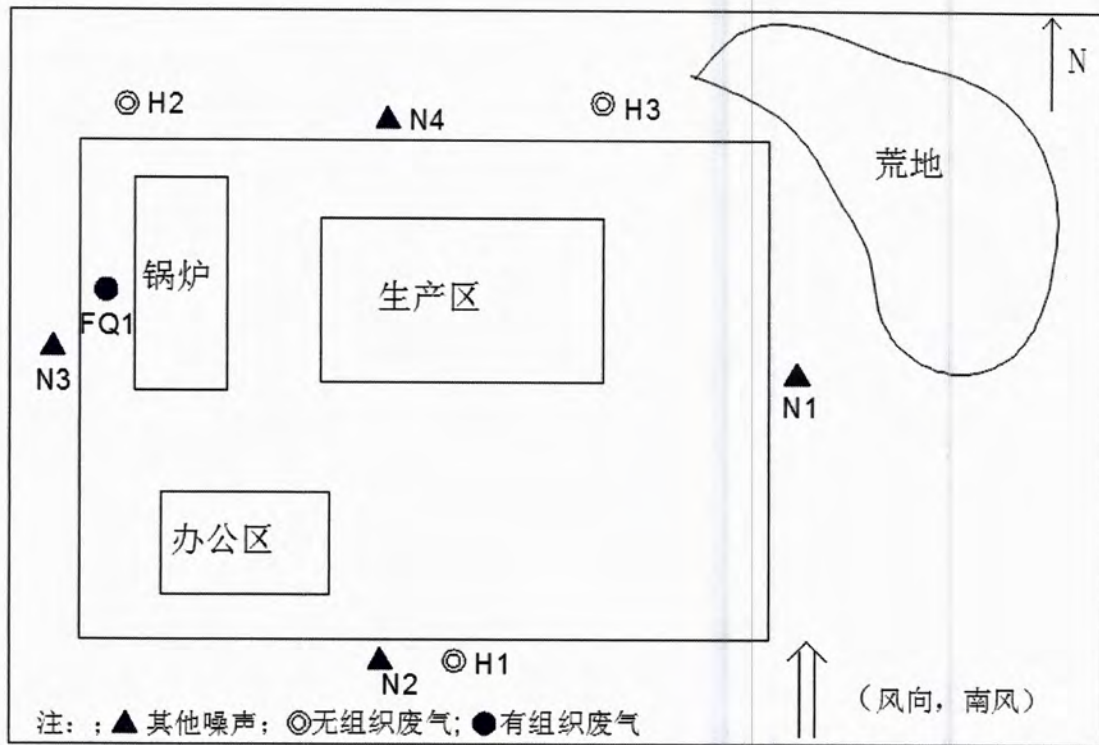 N
H2
N4
H3
荒地
锅炉
生产区
FQ1
N3
N1
办公区
N2
H1
(风向，南风)
注：；▲其他噪声；◎无组织废气；●有组织废气